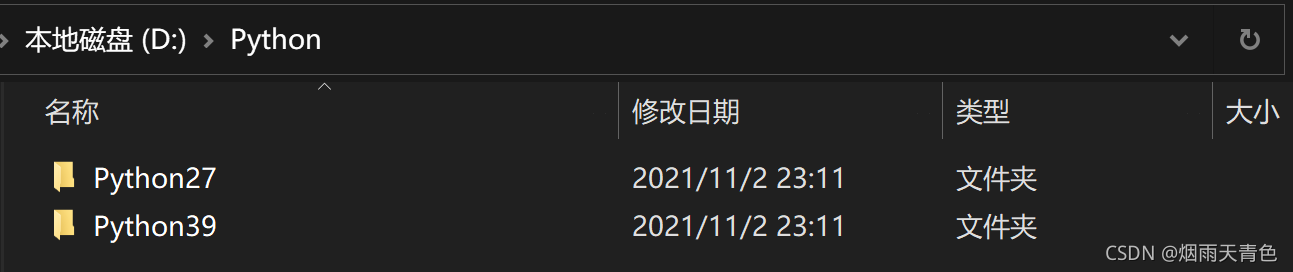 本地磁盘 (D:) Python
名称 修改日期 类型 大小
Python27 2021/11/2 23:11 文件夹
Python39 2021/11/2 23:11 文件夹
CSDN @烟雨天青色